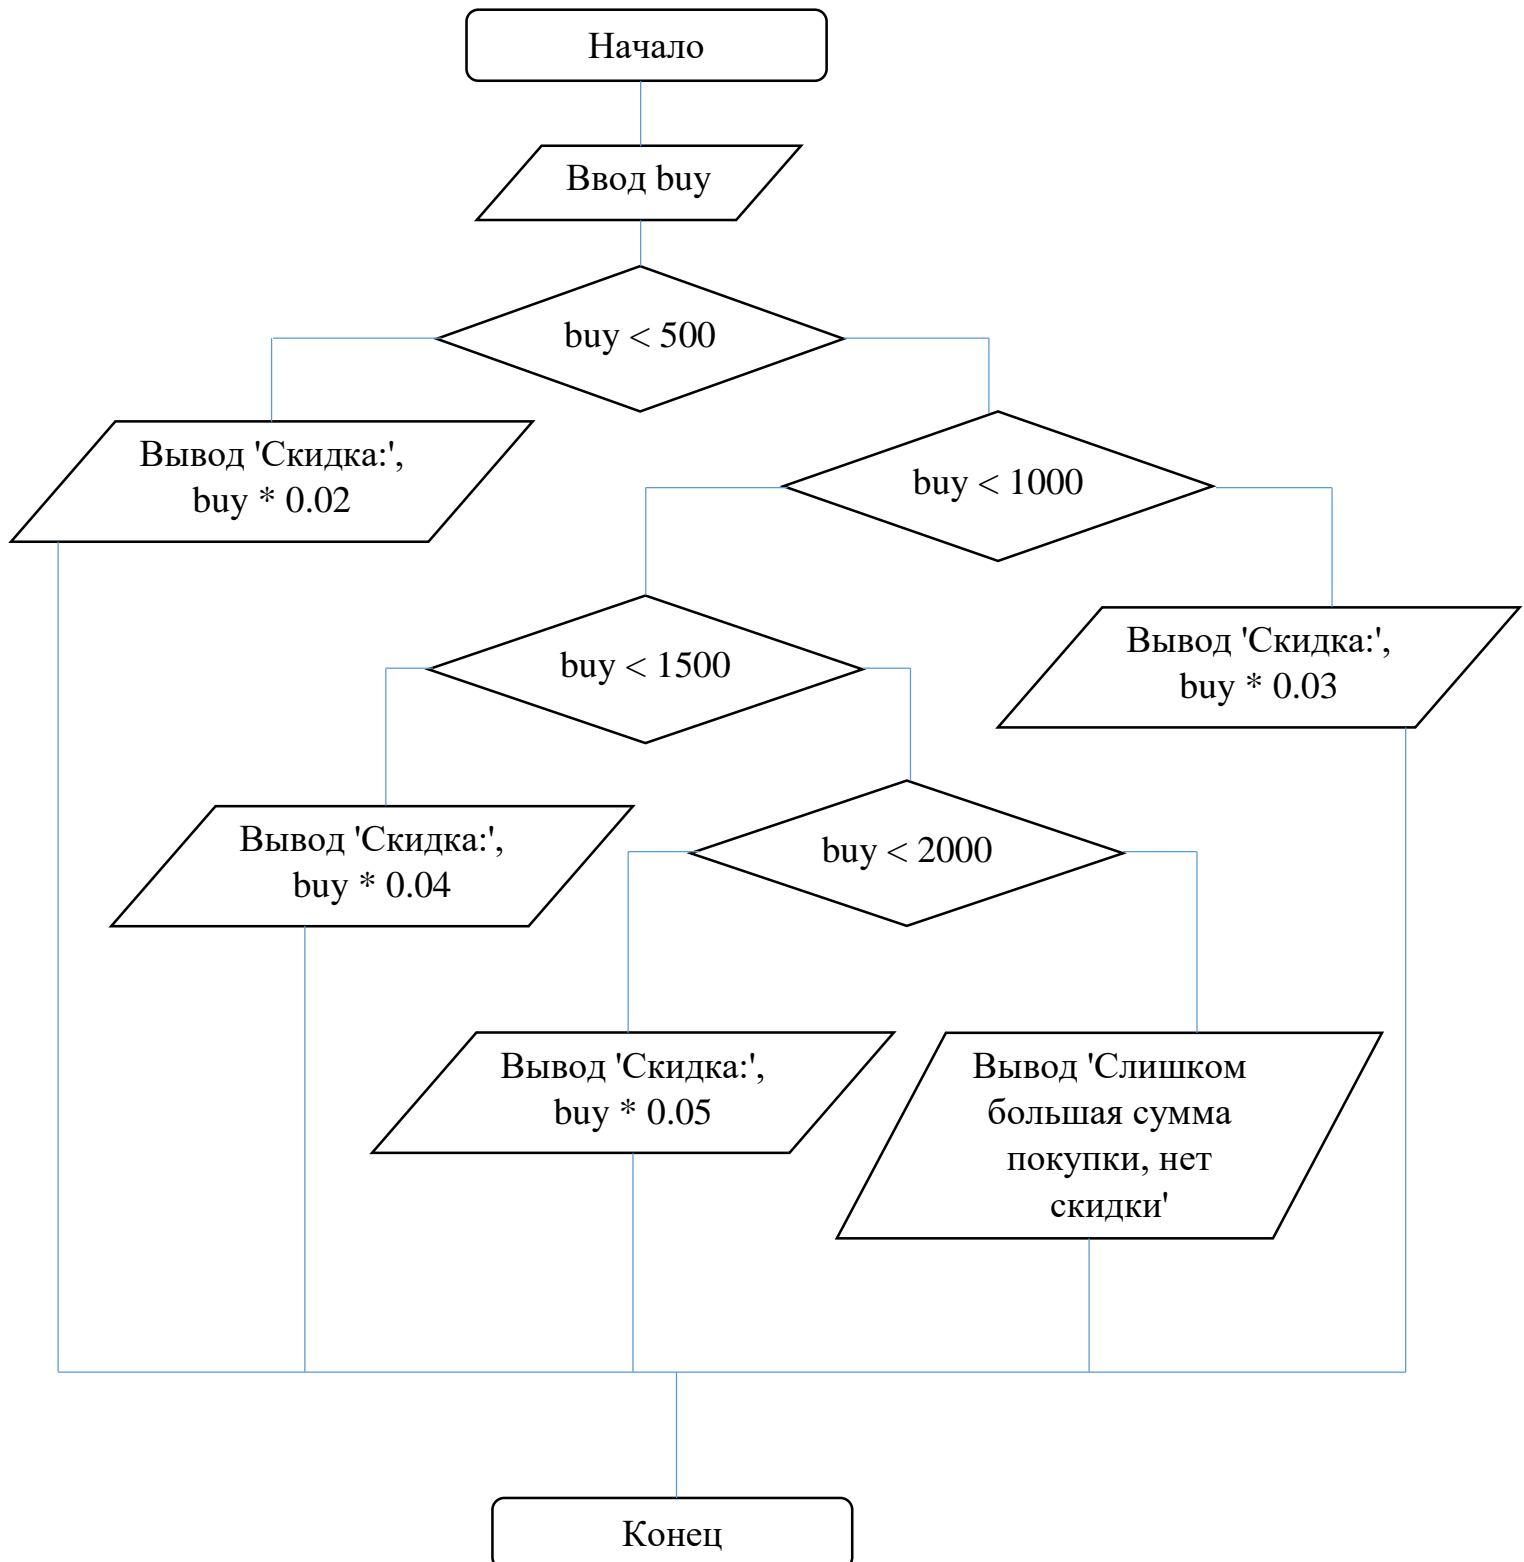 Начало
Ввод buy
buy < 500
Вывод 'Скидка:',
buy * 0.02
buy < 1000
buy < 1500
Вывод 'Скидка:',
buy * 0.03
Вывод 'Скидка:',
buy * 0.04
buy < 2000
Вывод 'Скидка:',
buy * 0.05
Вывод 'Слишком
большая сумма
покупки, нет
скидки'
Конец